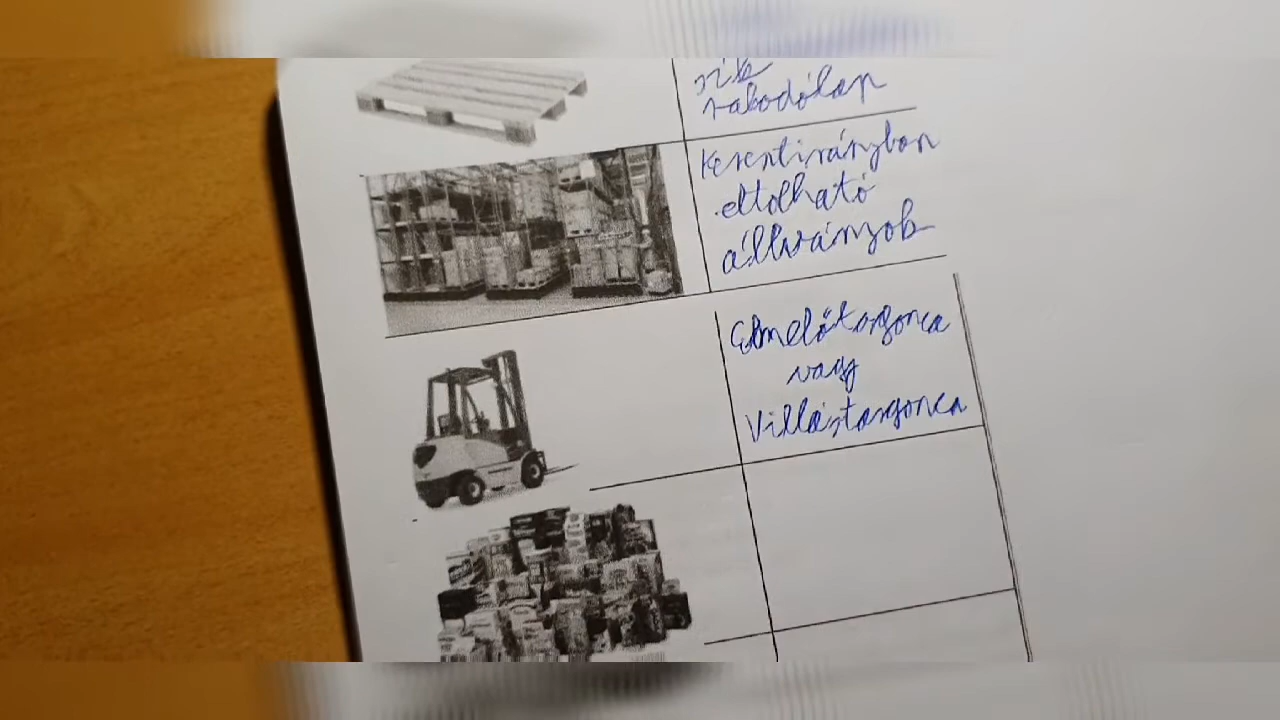 sík
rakodólap
Keresztirányban
eltolható
állványok
Emelőtargonca
vagy
Villástargonca